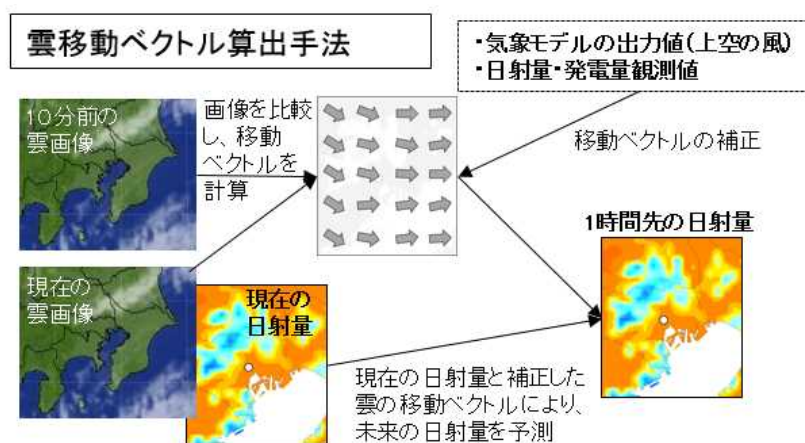 雲移動ベクトル算出手法
・気象モデルの出力値(上空の風)
・日射量・発電量観測値
10分前の
雲画像
画像を比較
し、移動
ベクトルを
計算
移動ベクトルの補正
1時間先の日射量
現在の
雲画像
現在の
日射量
現在の日射量と補正した
雲の移動ベクトルにより、
未来の日射量を予測